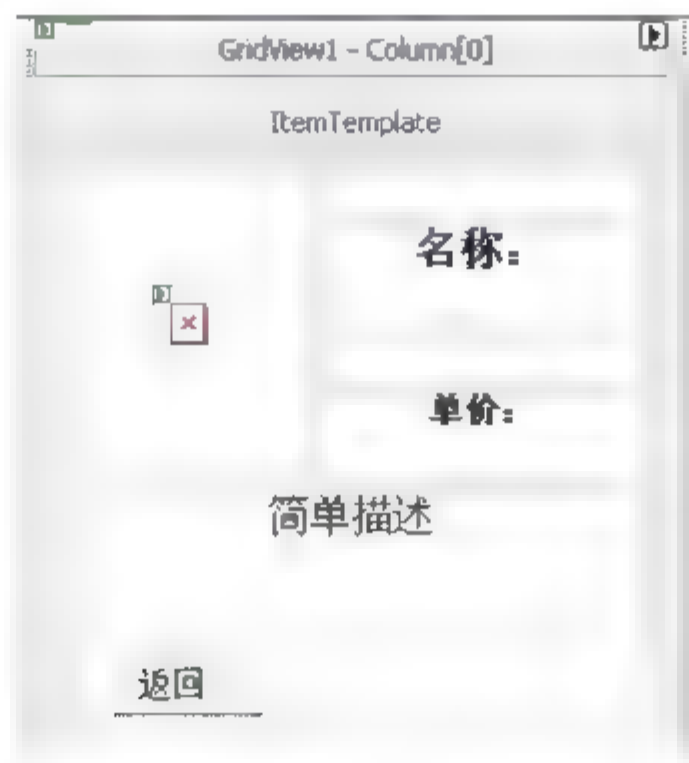 GridView1 - Column[0]
ItemTemplate
名称：
单价：
简单描述
返回